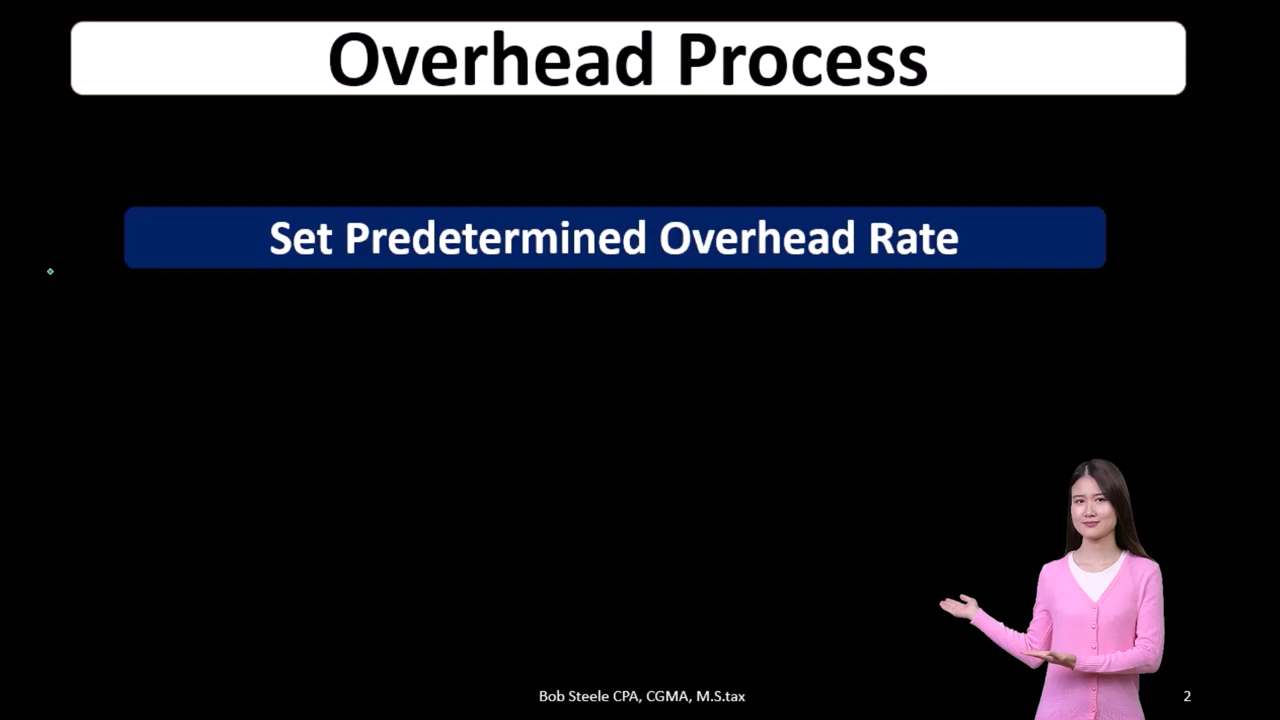 Overhead Process
Set Predetermined Overhead Rate
Bob Steele CPA, CGMA, M.S.tax
2